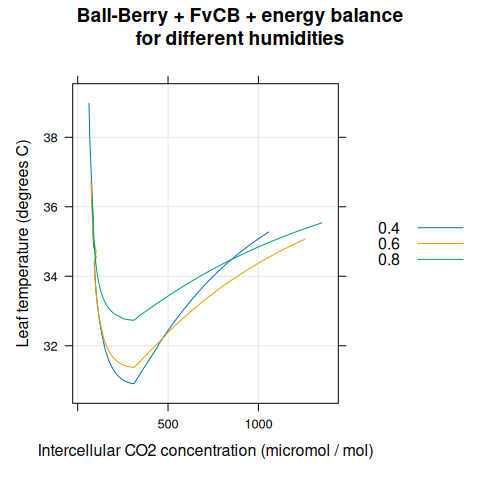 Ball-Berry + FvCB + energy balance
for different humidities
Leaf temperature (degrees C)
38
36
34
32
500
1000
Intercellular CO2 concentration (micromol / mol)
0.4
0.6
0.8